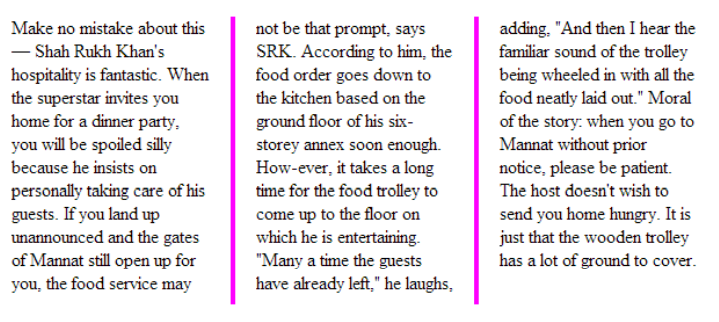 Make no mistake about this
— Shah Rukh Khan's
hospitality is fantastic. When
the superstar invites you
home for a dinner party,
you will be spoiled silly
because he insists on
personally taking care of his
guests. If you land up
unannounced and the gates
of Mannat still open up for
you, the food service may
not be that prompt, says
SRK. According to him, the
food order goes down to
the kitchen based on the
ground floor of his six-
storey annex soon enough.
How-ever, it takes a long
time for the food trolley to
come up to the floor on
which he is entertaining.
"Many a time the guests
have already left," he laughs,
adding, "And then I hear the
familiar sound of the trolley
being wheeled in with all the
food neatly laid out." Moral
of the story: when you go to
Mannat without prior
notice, please be patient.
The host doesn't wish to
send you home hungry. It is
just that the wooden trolley
has a lot of ground to cover.